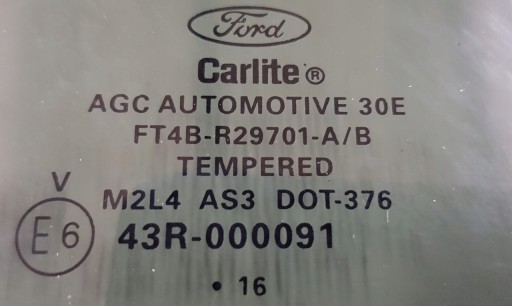 Ford
Carlite®
AGC AUTOMOTIVE 30E
FT4B-R29701-A/B
TEMPERED
V
M2L4 AS3 DOT-376
E6 43R-000091
• 16